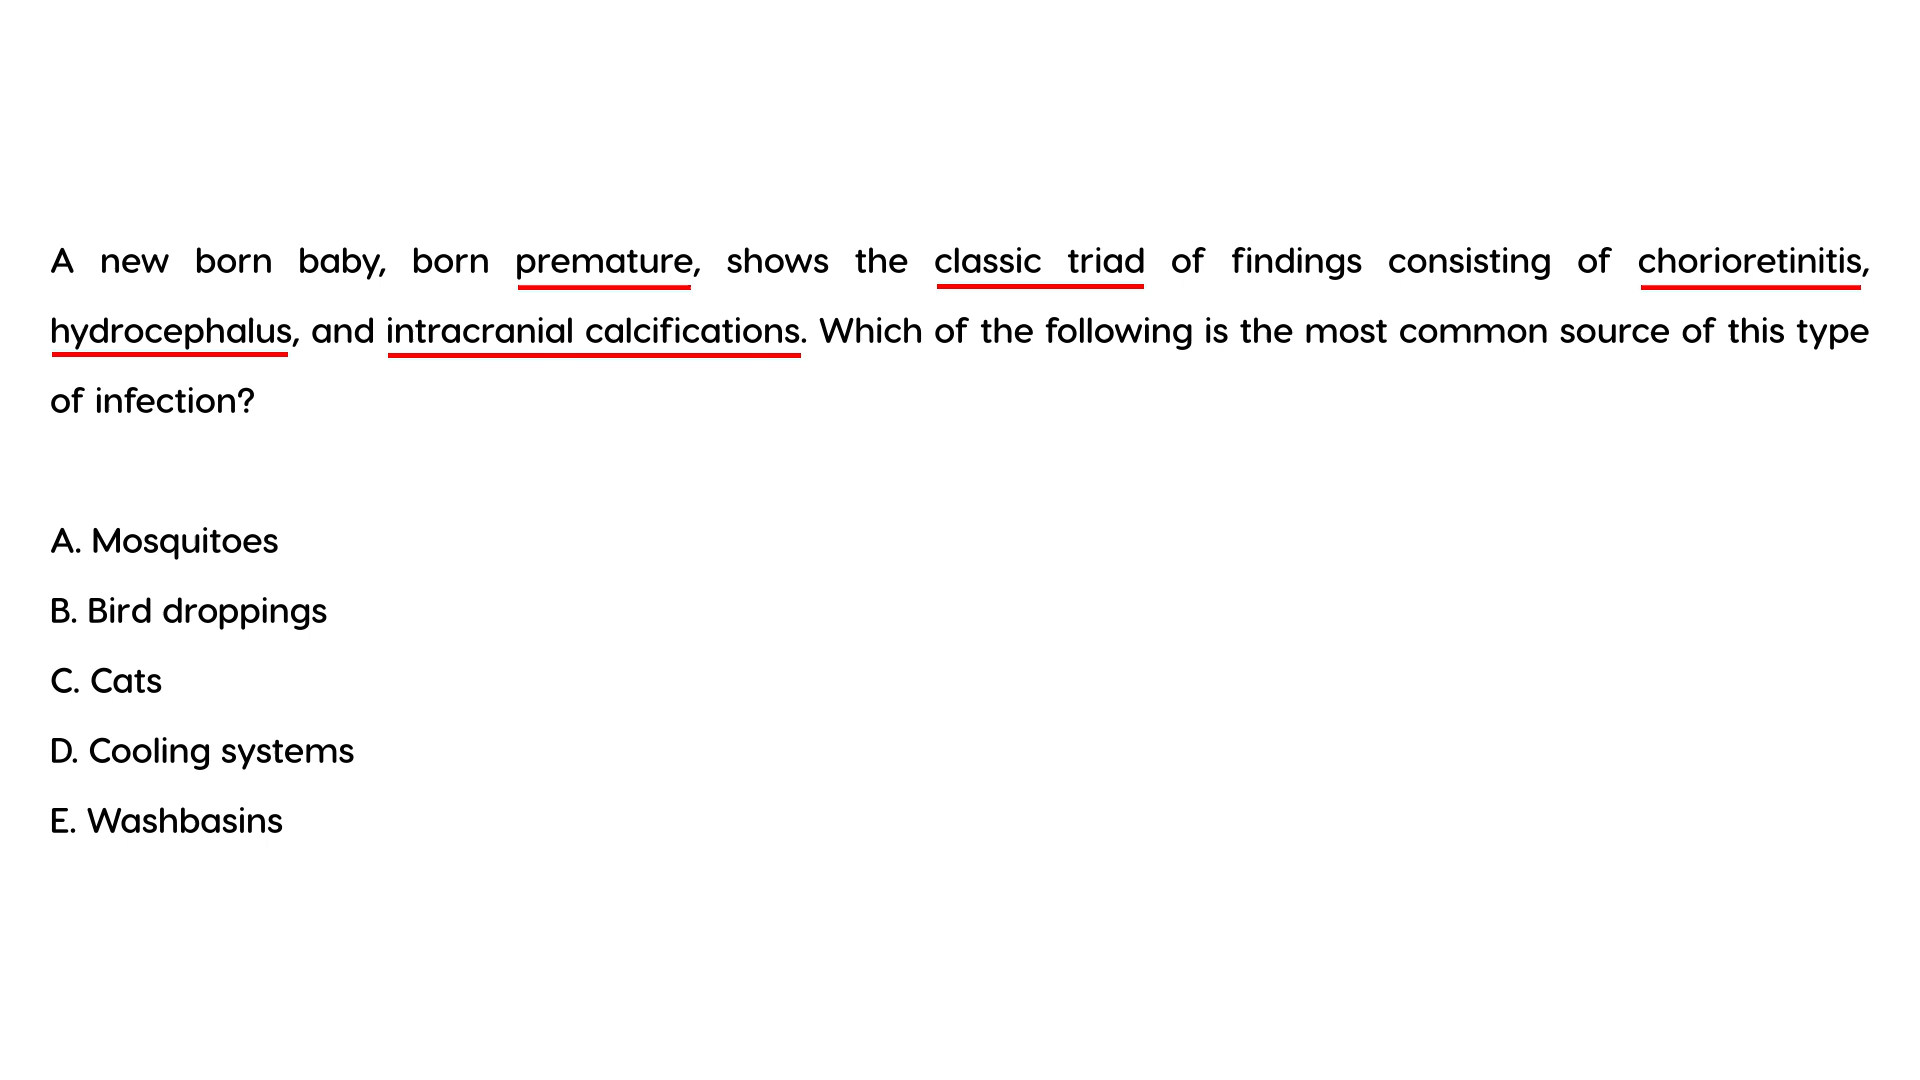 A new born baby, born premature, shows the classic triad of findings consisting of chorioretinitis,
hydrocephalus, and intracranial calcifications. Which of the following is the most common source of this type
of infection?
A. Mosquitoes
B. Bird droppings
C. Cats
D. Cooling systems
E. Washbasins